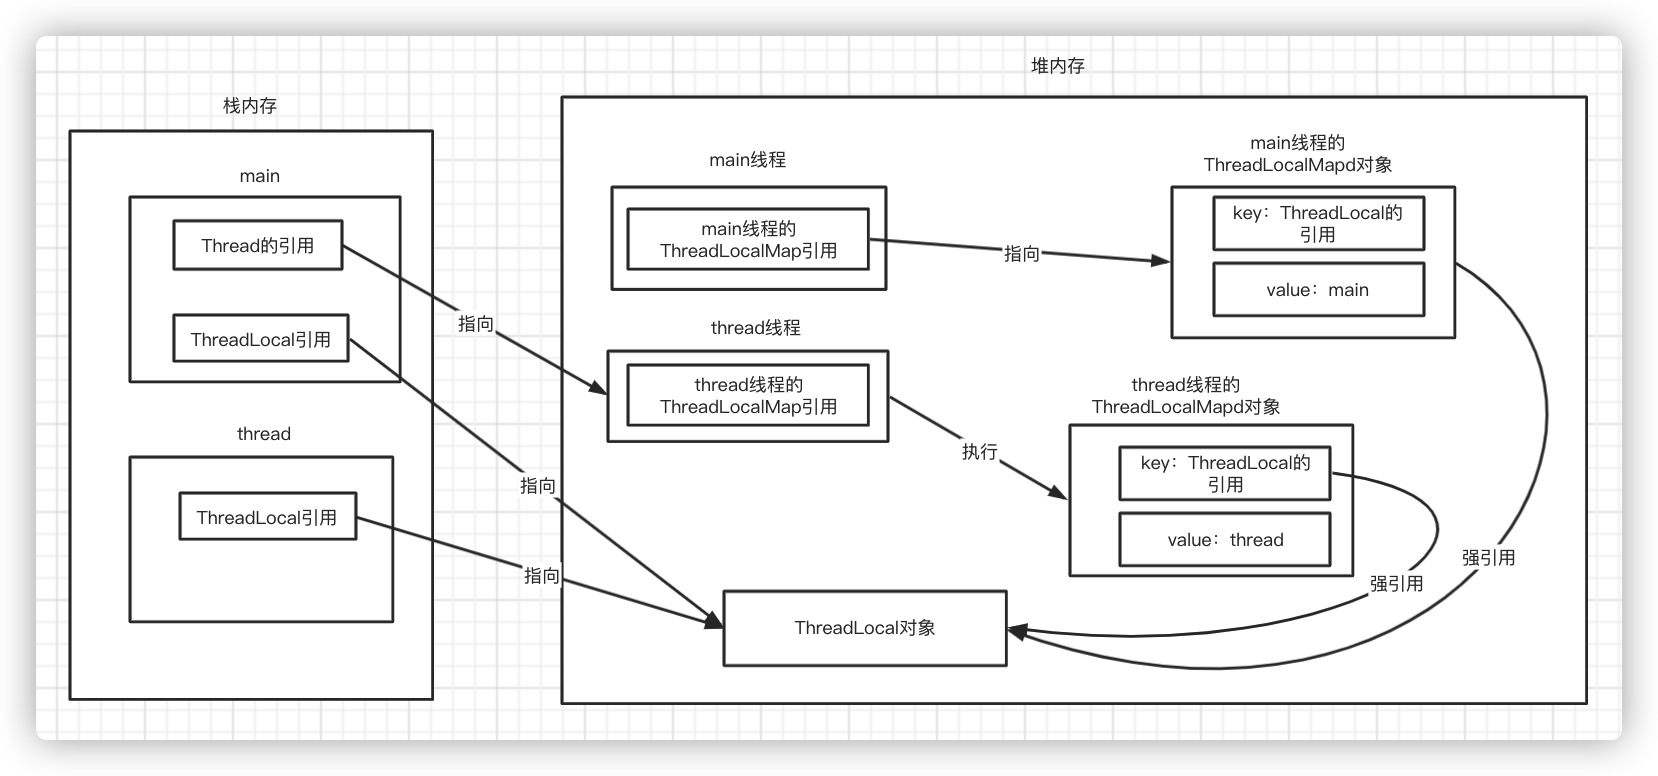 栈内存
main
Thread的引用
ThreadLocal引用
thread
ThreadLocal引用
指向
指向
指向
堆内存
main线程
main线程的
ThreadLocalMap引用
指向
main线程的
ThreadLocalMapd对象
key：ThreadLocal的
引用
value：main
thread线程
thread线程的
ThreadLocalMap引用
执行
thread线程的
ThreadLocalMapd对象
key：ThreadLocal的
引用
value：thread
强引用
强引用
ThreadLocal对象